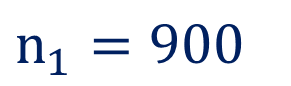 n₁ = 900